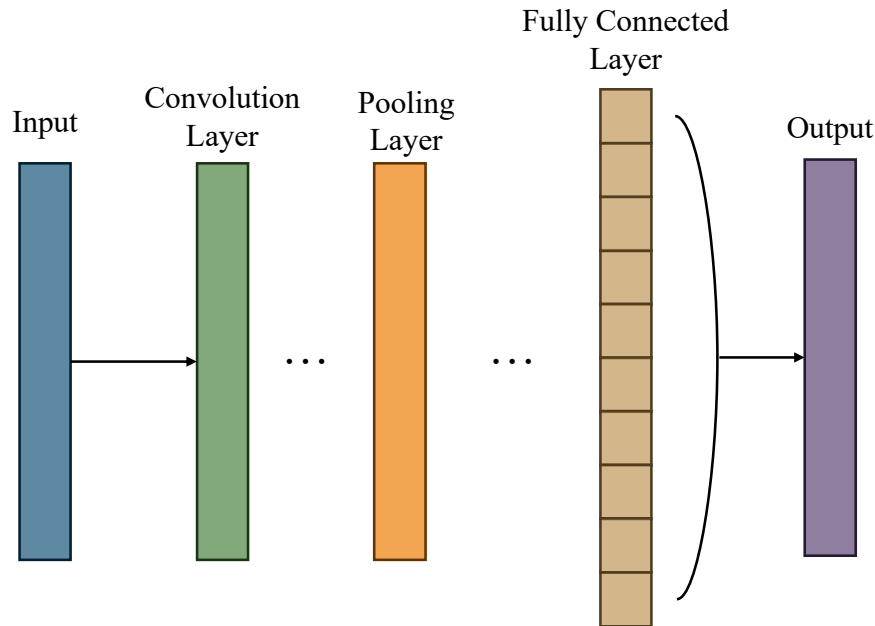 Input
Convolution
Layer
...
Pooling
Layer
...
Fully Connected
Layer
Output